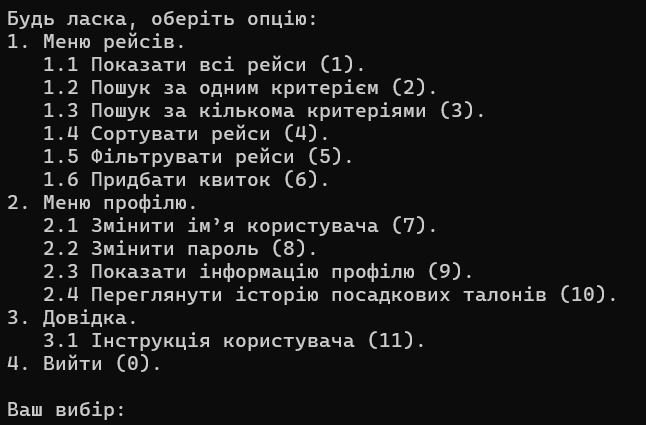 Будь ласка, оберіть опцію:
1. Меню рейсів.
1.1 Показати всі рейси (1).
1.2 Пошук за одним критерієм (2).
1.3 Пошук за кількома критеріями (3).
1.4 Сортувати рейси (4).
1.5 Фільтрувати рейси (5).
1.6 Придбати квиток (6).
2. Меню профілю.
2.1 Змінити ім’я користувача (7).
2.2 Змінити пароль (8).
2.3 Показати інформацію профілю (9).
2.4 Переглянути історію посадкових талонів (10).
3. Довідка.
3.1 Інструкція користувача (11).
4. Вийти (0).
Ваш вибір: